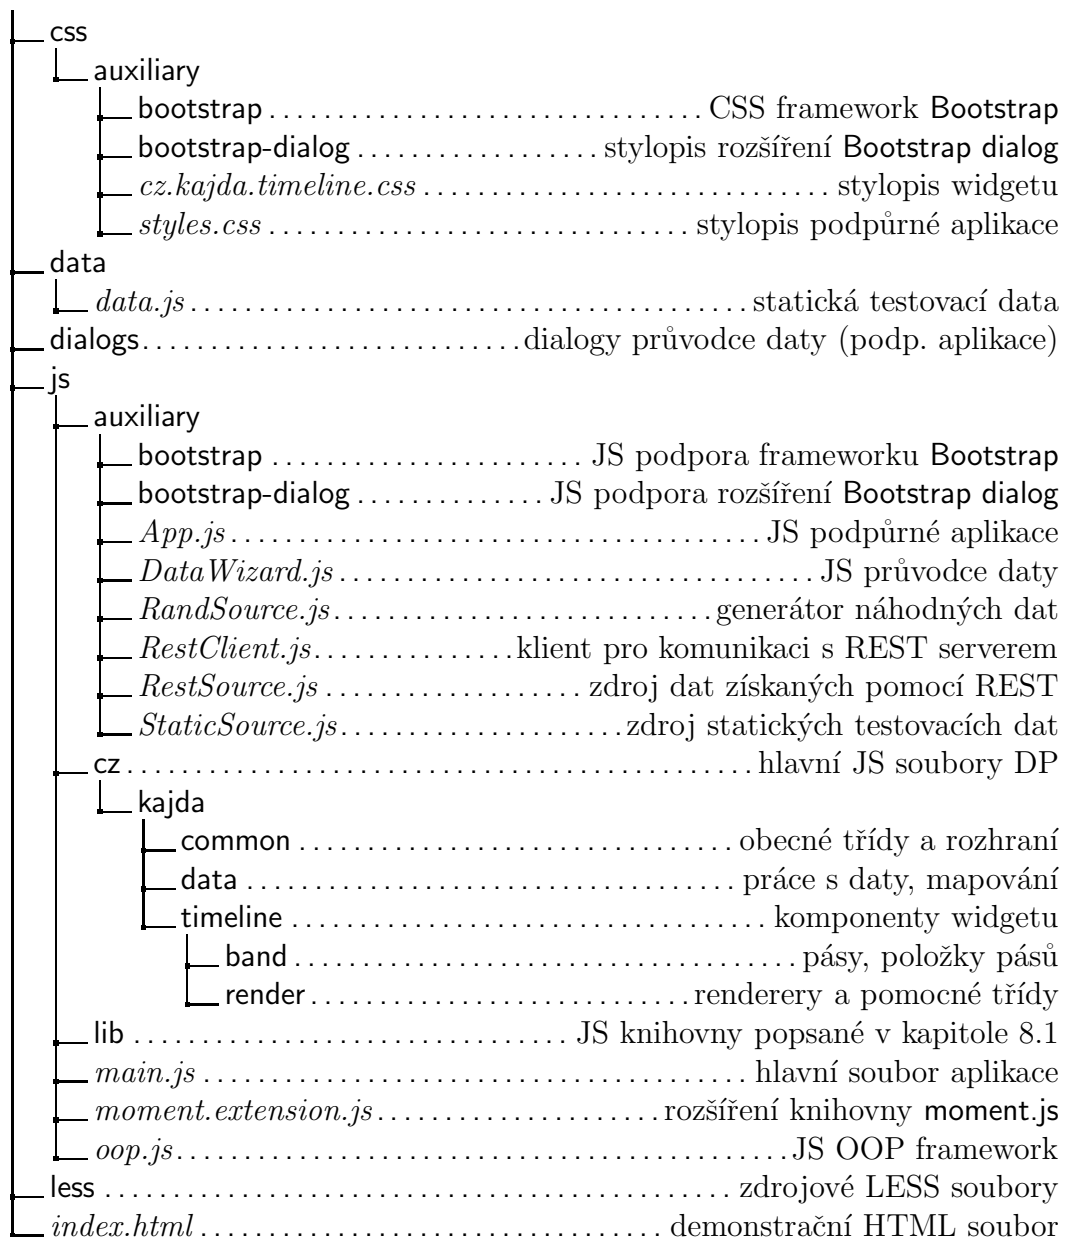 css
auxiliary
bootstrap . . . . . . . . . . . . . . . . . . . . . . . . . . . . . . . . CSS framework Bootstrap
bootstrap-dialog . . . . . . . . . . . . . . . . . . stylopis rozšíření Bootstrap dialog
cz.kajda.timeline.css . . . . . . . . . . . . . . . . . . . . . . . . . . . . . . stylopis widgetu
styles.css . . . . . . . . . . . . . . . . . . . . . . . . . . . . . . . stylopis podpůrné aplikace
data
data.js . . . . . . . . . . . . . . . . . . . . . . . . . . . . . . . . . . . . . . . . . statická testovací data
dialogs . . . . . . . . . . . . . . . . . . . . . . . . . . . . dialogy průvodce daty (podp. aplikace)
js
auxiliary
bootstrap . . . . . . . . . . . . . . . . . . . . . . . JS podpora frameworku Bootstrap
bootstrap-dialog . . . . . . . . . . . . . . JS podpora rozšíření Bootstrap dialog
App.js . . . . . . . . . . . . . . . . . . . . . . . . . . . . . . . . . . . . . . . JS podpůrné aplikace
DataWizard.js . . . . . . . . . . . . . . . . . . . . . . . . . . . . . . . . . . . JS průvodce daty
RandSource.js . . . . . . . . . . . . . . . . . . . . . . . . . . . . generátor náhodných dat
RestClient.js . . . . . . . . . . . . . . . klient pro komunikaci s REST serverem
RestSource.js . . . . . . . . . . . . . . . . . . . zdroj dat získaných pomocí REST
StaticSource.js . . . . . . . . . . . . . . . . . . . . . zdroj statických testovacích dat
cz . . . . . . . . . . . . . . . . . . . . . . . . . . . . . . . . . . . . . . . . . . . . . . hlavní JS soubory DP
kajda
common . . . . . . . . . . . . . . . . . . . . . . . . . . . . . . . . obecné třídy a rozhraní
data . . . . . . . . . . . . . . . . . . . . . . . . . . . . . . . . . . . . práce s daty, mapování
timeline . . . . . . . . . . . . . . . . . . . . . . . . . . . . . . . . . . . komponenty widgetu
band . . . . . . . . . . . . . . . . . . . . . . . . . . . . . . . . . . . . . pásy, položky pásů
render . . . . . . . . . . . . . . . . . . . . . . . . . . . . renderery a pomocné třídy
lib . . . . . . . . . . . . . . . . . . . . . . . . . . . . . . . . JS knihovny popsané v kapitole 8.1
main.js . . . . . . . . . . . . . . . . . . . . . . . . . . . . . . . . . . . . . . . . hlavní soubor aplikace
moment.extension.js . . . . . . . . . . . . . . . . . . . . . rozšíření knihovny moment.js
oop.js . . . . . . . . . . . . . . . . . . . . . . . . . . . . . . . . . . . . . . . . . . . . . JS OOP framework
less . . . . . . . . . . . . . . . . . . . . . . . . . . . . . . . . . . . . . . . . . . . . . . zdrojové LESS soubory
index.html . . . . . . . . . . . . . . . . . . . . . . . . . . . . . . . . . . demonstrační HTML soubor